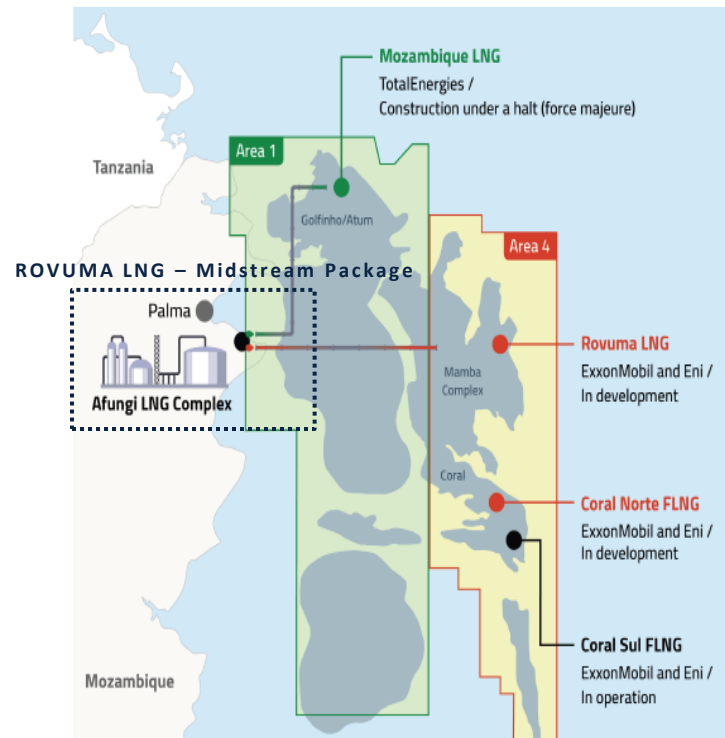 Mozambique LNG
TotalEnergies /
Construction under a halt (force majeure)
Area 1
Tanzania
Golfinho/Atum
Area 4
ROVUMA LNG – Midstream Package
Palma
Afungi LNG Complex
Rovuma LNG
ExxonMobil and Eni /
In development
Mamba
Complex
Coral
Coral Norte FLNG
ExxonMobil and Eni /
In development
Coral Sul FLNG
ExxonMobil and Eni /
In operation
Mozambique